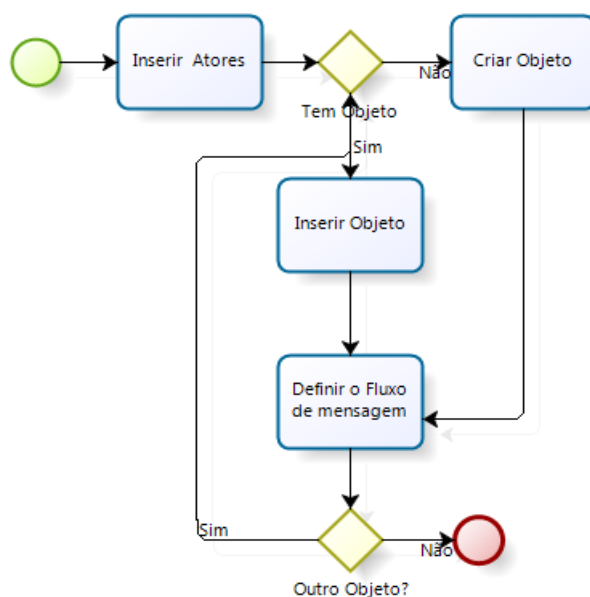 Inserir Atores
Criar Objeto
Não
Tem Objeto
Sim
Inserir Objeto
Definir o Fluxo
de mensagem
Sim
Não
Outro Objeto?